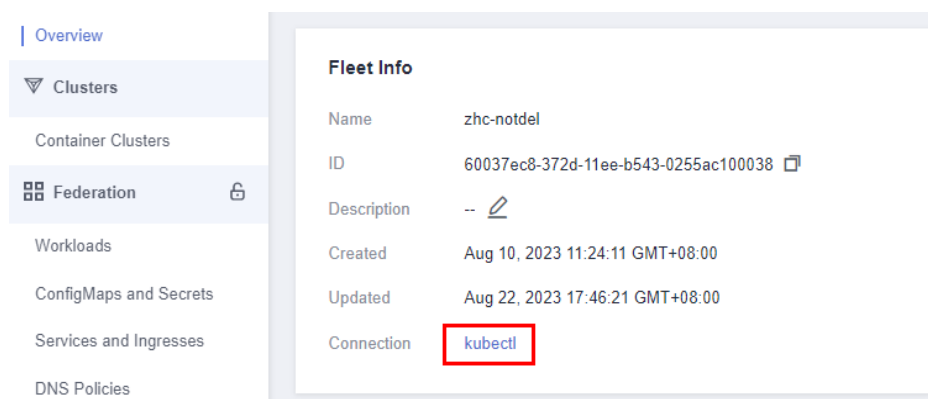 Overview
Clusters
Container Clusters
Federation
Workloads
ConfigMaps and Secrets
Services and Ingresses
DNS Policies
Fleet Info
Name zhc-notdel
ID 60037ec8-372d-11ee-b543-0255ac100038
Description --
Created Aug 10, 2023 11:24:11 GMT+08:00
Updated Aug 22, 2023 17:46:21 GMT+08:00
Connection kubectl